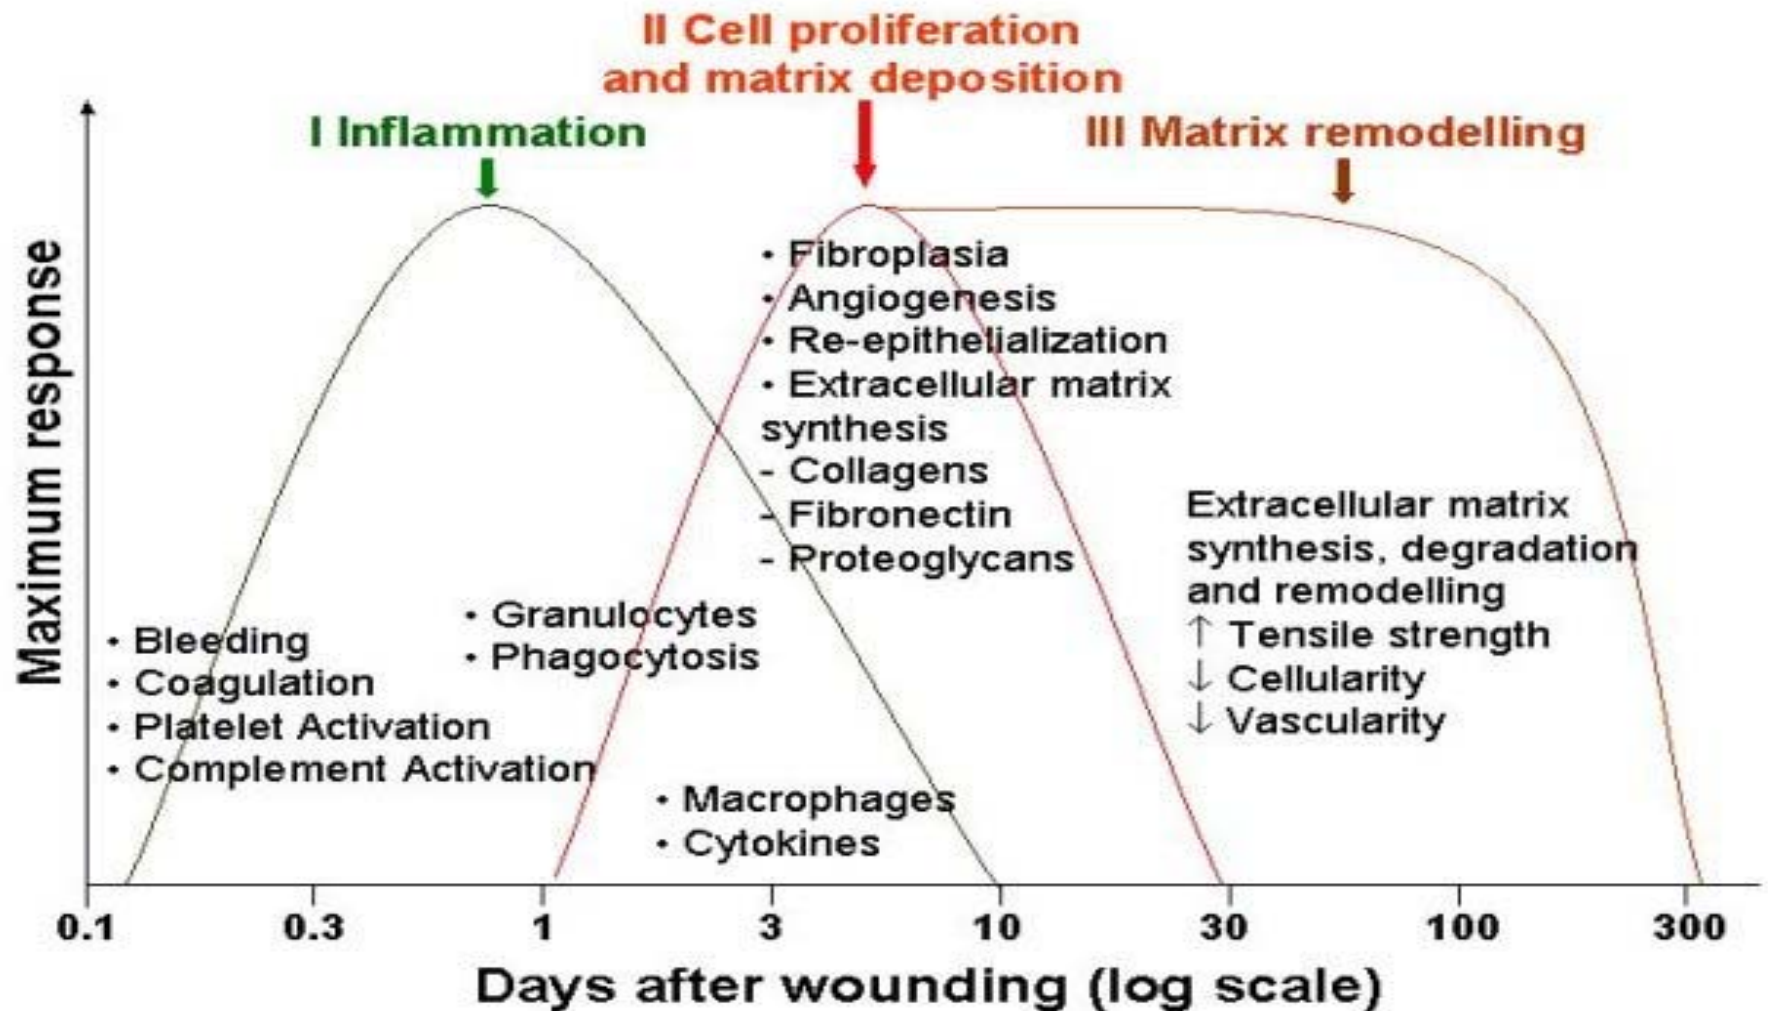 II Cell proliferation
and matrix deposition
I Inflammation
III Matrix remodelling
Maximum response
• Fibroplasia
• Angiogenesis
• Re-epithelialization
• Extracellular matrix
synthesis
- Collagens
- Fibronectin
- Proteoglycans
• Bleeding
• Coagulation
• Platelet Activation
• Complement Activation
• Granulocytes
• Phagocytosis
• Macrophages
• Cytokines
Extracellular matrix
synthesis, degradation
and remodelling
↑ Tensile strength
↓ Cellularity
↓ Vascularity
0.1 0.3 1 3 10 30 100 300
Days after wounding (log scale)